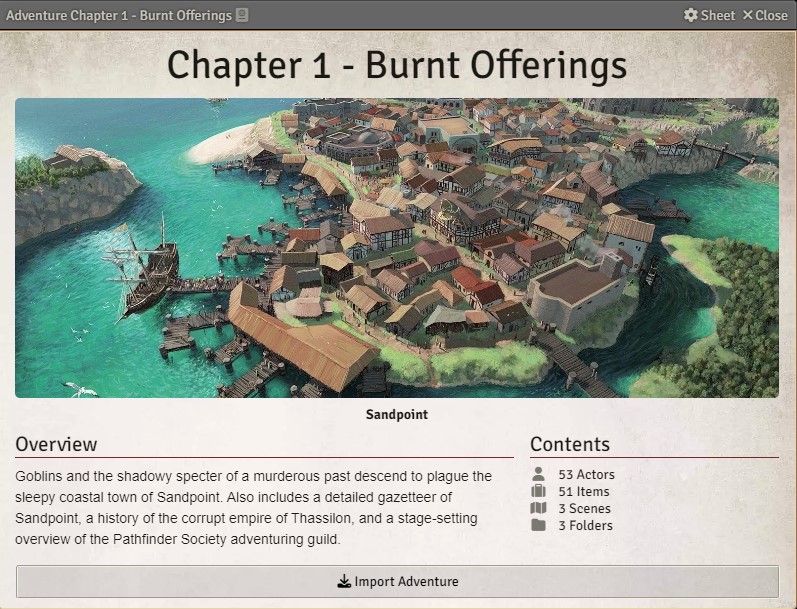 Adventure Chapter 1 - Burnt Offerings
Sheet
Close
Chapter 1 - Burnt Offerings
Sandpoint
Overview
Goblins and the shadowy specter of a murderous past descend to plague the
sleepy coastal town of Sandpoint. Also includes a detailed gazetteer of
Sandpoint, a history of the corrupt empire of Thassilon, and a stage-setting
overview of the Pathfinder Society adventuring guild.
Contents
53 Actors
51 Items
3 Scenes
3 Folders
Import Adventure